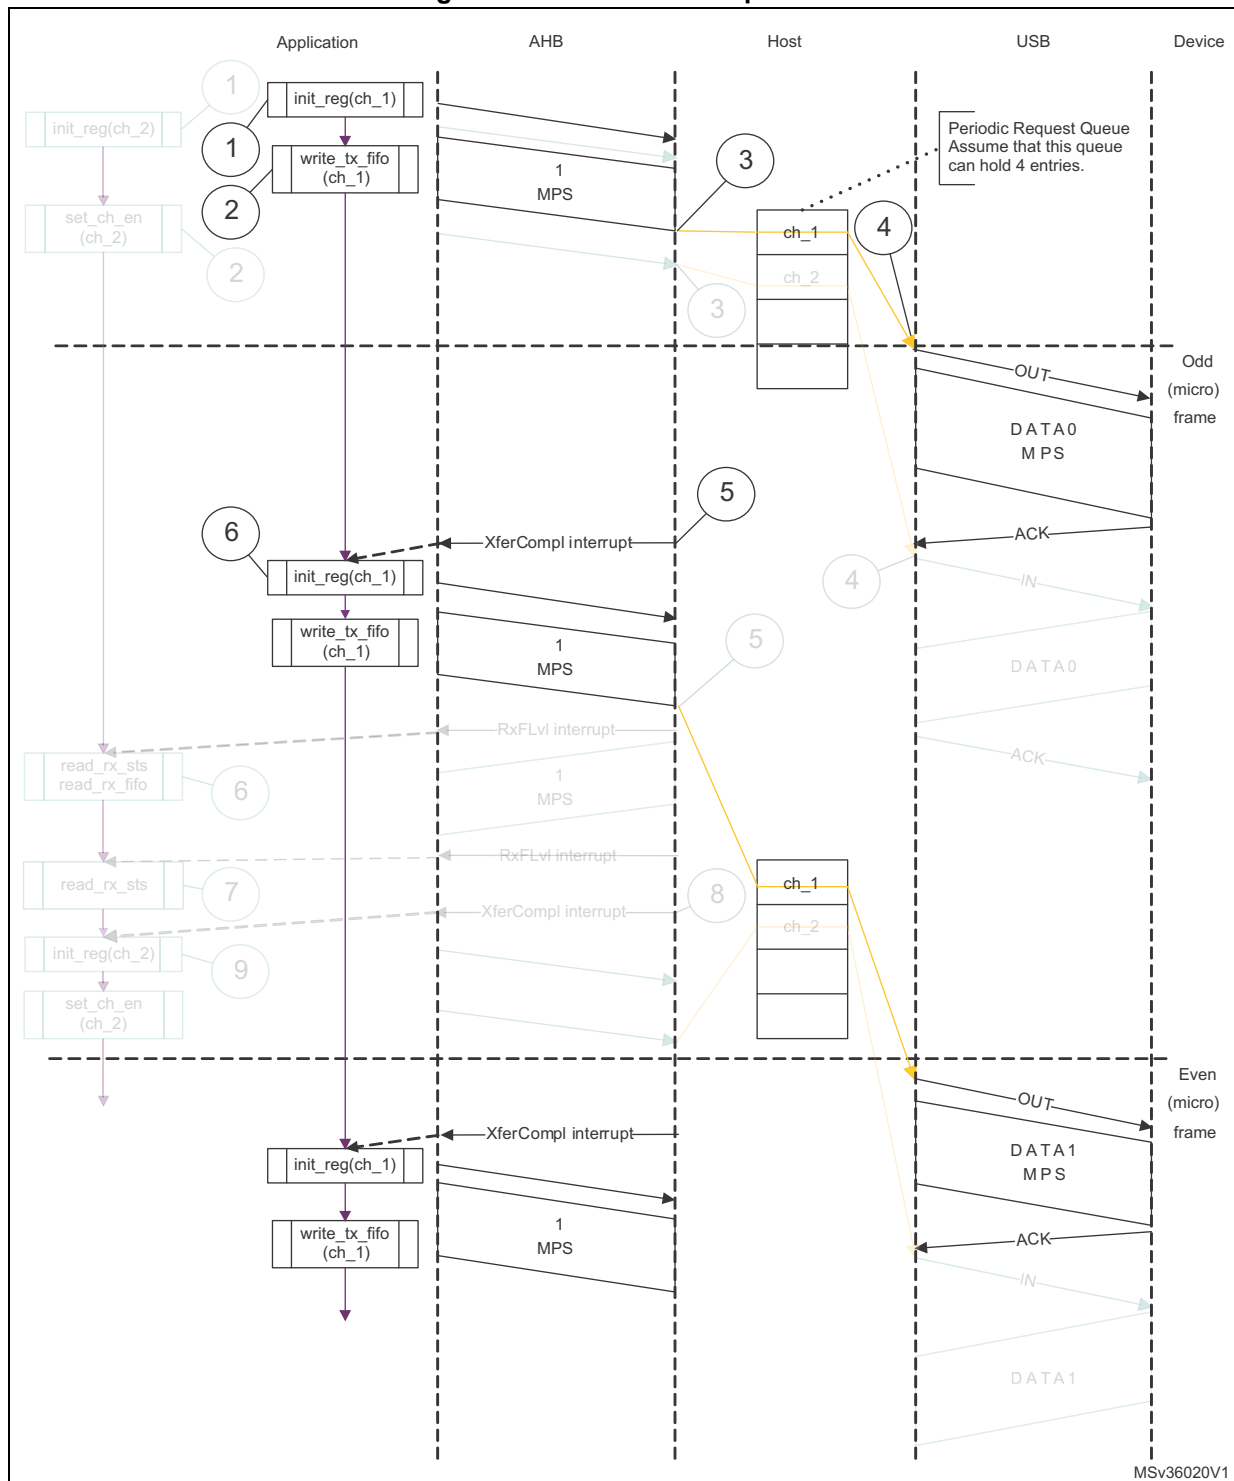 Application
AHB
Host
USB
Device
1
init_reg(ch_1)
init_reg(ch_2)
1
Periodic Request Queue
Assume that this queue
can hold 4 entries.
write_tx_fifo
(ch_1)
1
MPS
3
2
set_ch_en
(ch_2)
2
ch_1
4
ch_2
3
OUT
Odd
(micro)
frame
DATA0
MPS
5
6
XferCompl interrupt
ACK
init_reg(ch_1)
4
IN
write_tx_fifo
(ch_1)
1
MPS
5
DATA0
RxFLvl interrupt
read_rx_sts
read_rx_fifo
6
1
MPS
ACK
RxFLvl interrupt
read_rx_sts
7
ch_1
8
XferCompl interrupt
ch_2
init_reg(ch_2)
9
set_ch_en
(ch_2)
OUT
Even
(micro)
frame
XferCompl interrupt
DATA1
MPS
init_reg(ch_1)
write_tx_fifo
(ch_1)
1
MPS
ACK
IN
DATA1
MSv36020V1